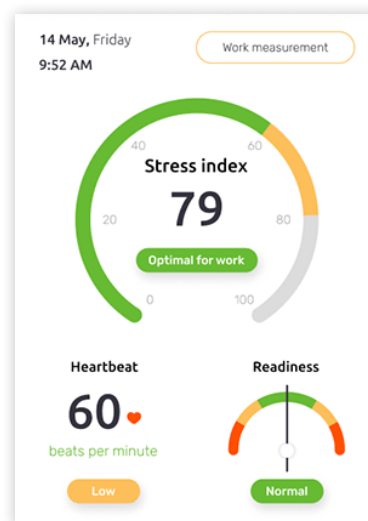 14 May, Friday
Work measurement
9:52 AM
40
60
Stress index
79
20
80
Optimal for work
0
100
Heartbeat
Readiness
60
beats per minute
Low
Normal